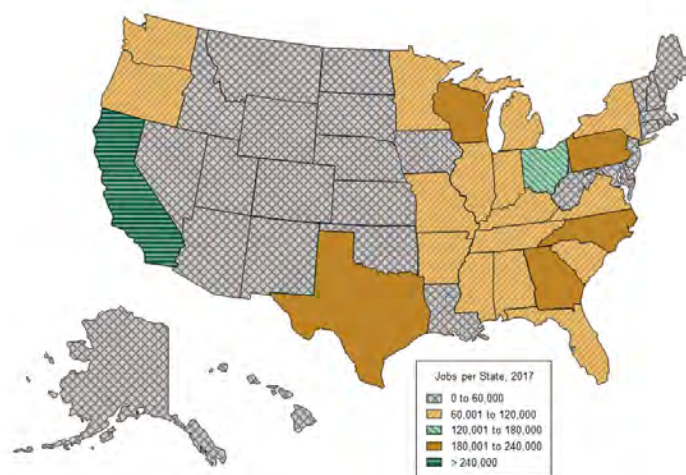 Jobs per State, 2017
0 to 60,000
60,001 to 120,000
120,001 to 180,000
180,001 to 240,000
> 240,000